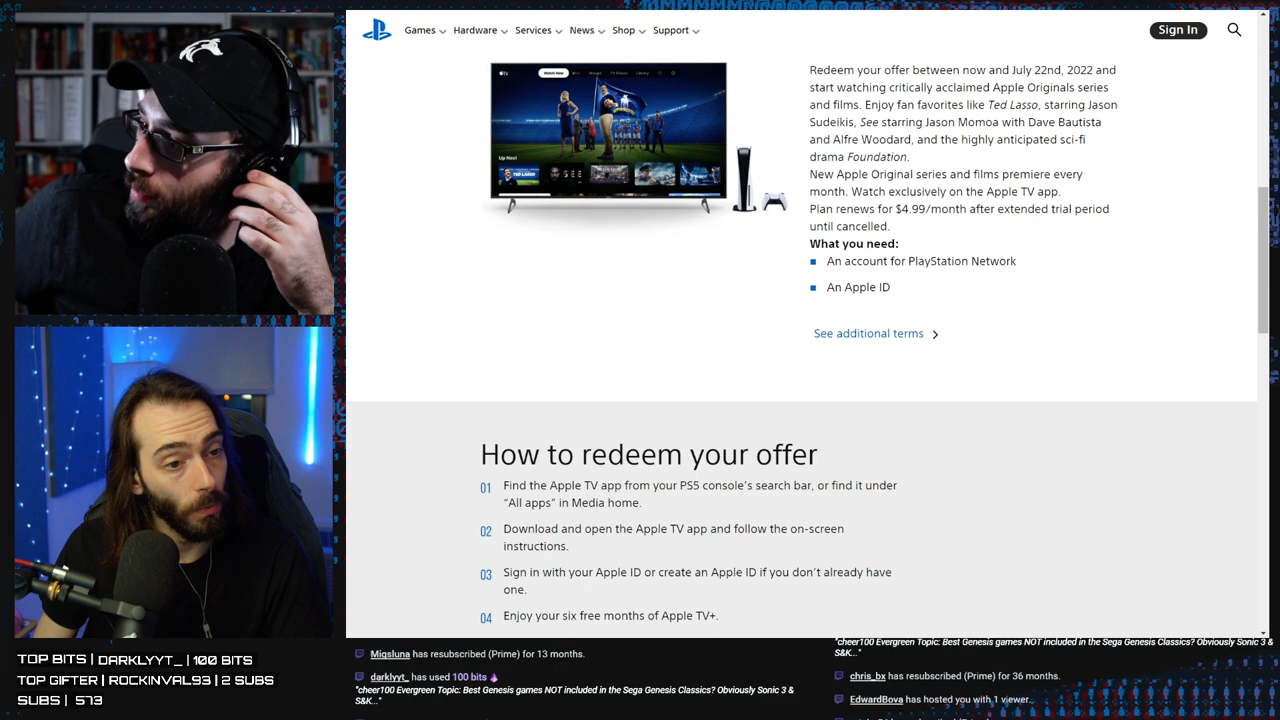 Games
Hardware
Services
News
Shop
Support
Sign In
Redeem your offer between now and July 22nd, 2022 and
start watching critically acclaimed Apple Originals series
and films. Enjoy fan favorites like Ted Lasso, starring Jason
Sudeikis, See starring Jason Momoa with Dave Bautista
and Alfre Woodard, and the highly anticipated sci-fi
drama Foundation.
New Apple Original series and films premiere every
month. Watch exclusively on the Apple TV app.
Plan renews for $4.99/month after extended trial period
until cancelled.
What you need:
An account for PlayStation Network
An Apple ID
See additional terms
Up Next
How to redeem your offer
01 Find the Apple TV app from your PS5 console's search bar, or find it under
"All apps" in Media home.
02 Download and open the Apple TV app and follow the on-screen
instructions.
03 Sign in with your Apple ID or create an Apple ID if you don't already have
one.
04 Enjoy your six free months of Apple TV+.
TOP BITS | DARKLYYT_ | 100 BITS
TOP GIFTER | ROCKINVAL93 | 2 SUBS
SUBS | 573
Migsluna has resubscribed (Prime) for 13 months.
darklyyt_ has used 100 bits
"cheer100 Evergreen Topic: Best Genesis games NOT included in the Sega Genesis Classics? Obviously Sonic 3 &
S&K..."
"cheer100 Evergreen Topic: Best Genesis games NOT included in the Sega Genesis Classics? Obviously Sonic 3 &
S&K..."
chris_bx has resubscribed (Prime) for 36 months.
EdwardBova has hosted you with 1 viewer.